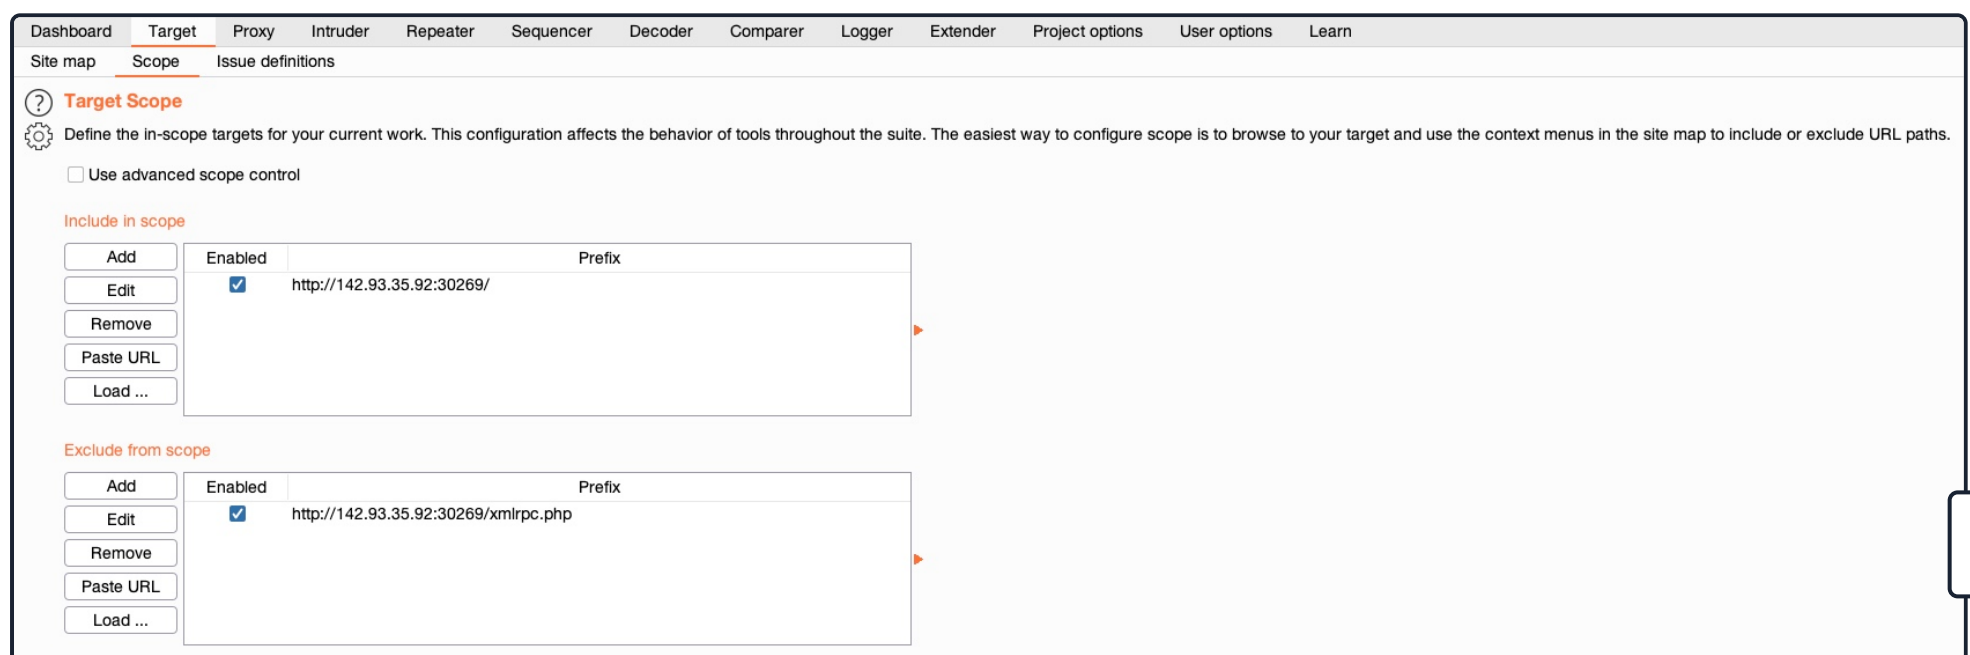 Dashboard Target Proxy Intruder Repeater Sequencer Decoder Comparer Logger Extender Project options User options Learn
Site map Scope Issue definitions
? Target Scope
Define the in-scope targets for your current work. This configuration affects the behavior of tools throughout the suite. The easiest way to configure scope is to browse to your target and use the context menus in the site map to include or exclude URL paths.
Use advanced scope control
Include in scope
Add Enabled Prefix
http://142.93.35.92:30269/
Edit
Remove
Paste URL
Load ...
Exclude from scope
Add Enabled Prefix
http://142.93.35.92:30269/xmlrpc.php
Edit
Remove
Paste URL
Load ...